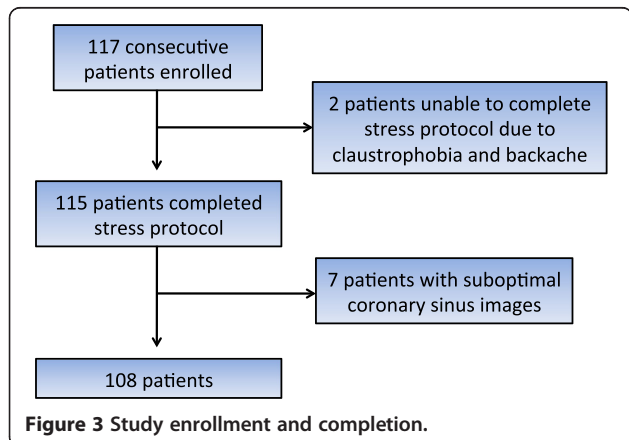 117 consecutive
patients enrolled
2 patients unable to complete
stress protocol due to
claustrophobia and backache
115 patients completed
stress protocol
7 patients with suboptimal
coronary sinus images
108 patients
Figure 3 Study enrollment and completion.